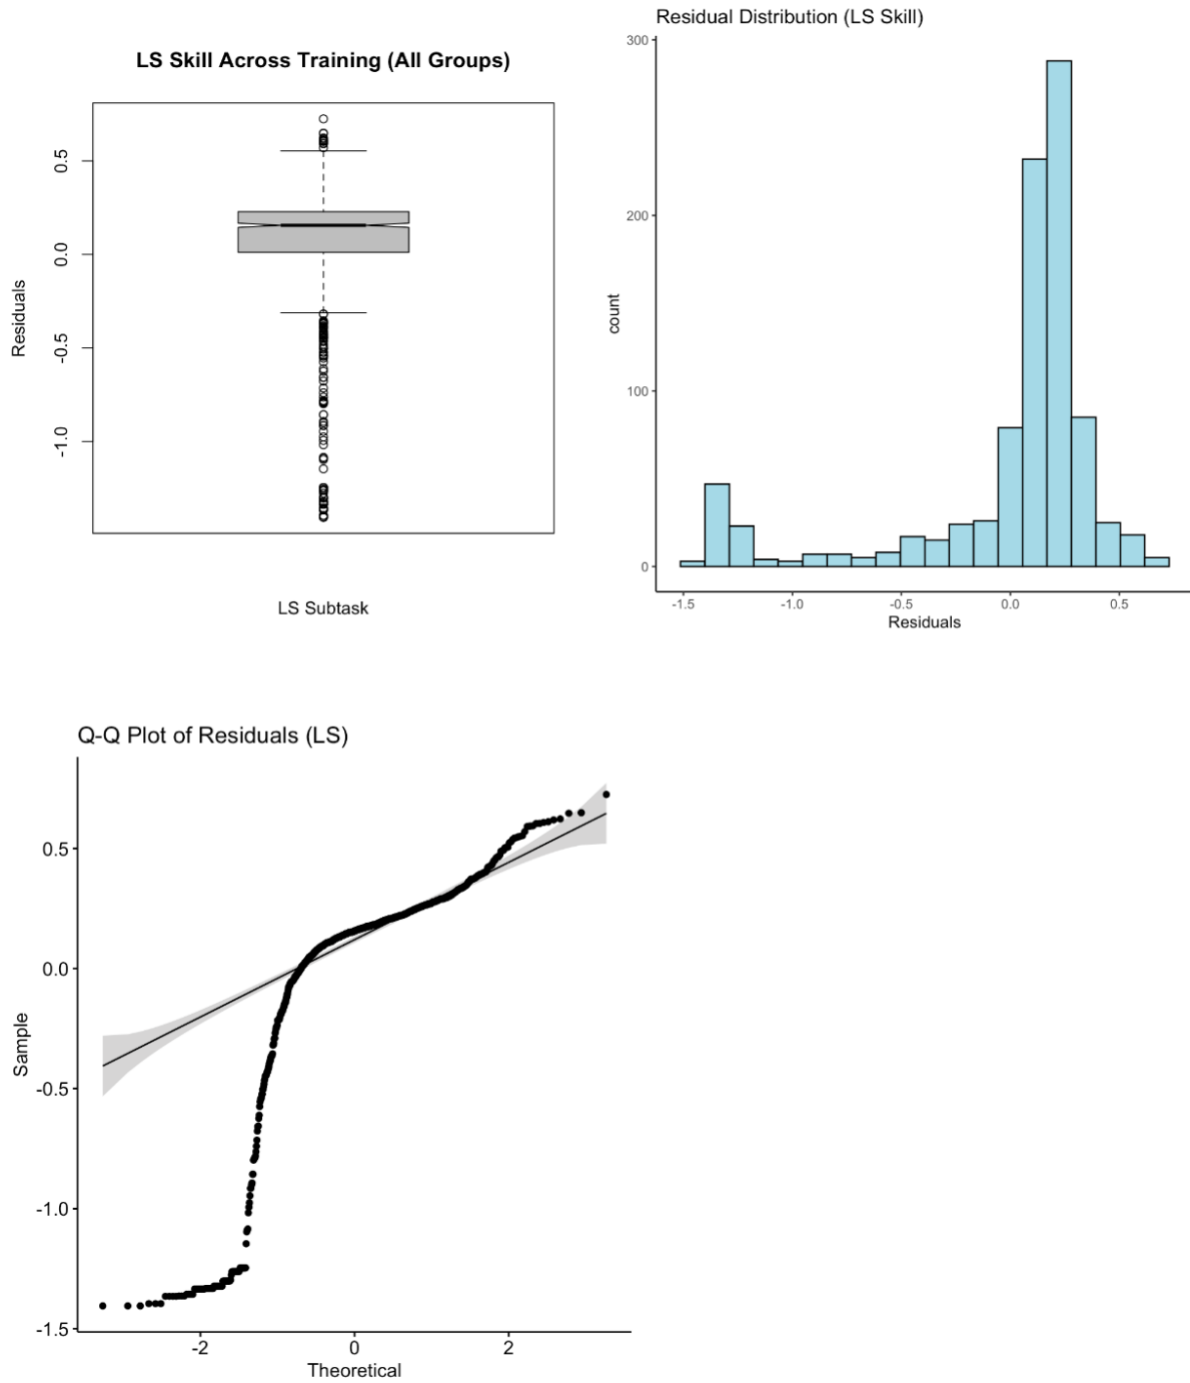 LS Skill Across Training (All Groups)
Residuals
0.5
0.0
-0.5
-1.0
LS Subtask
Residual Distribution (LS Skill)
count
300
200
100
0
-1.5 -1.0 -0.5 0.0 0.5
Residuals
Q-Q Plot of Residuals (LS)
Sample
0.5
0.0
-0.5
-1.0
-1.5
-2 0 2
Theoretical